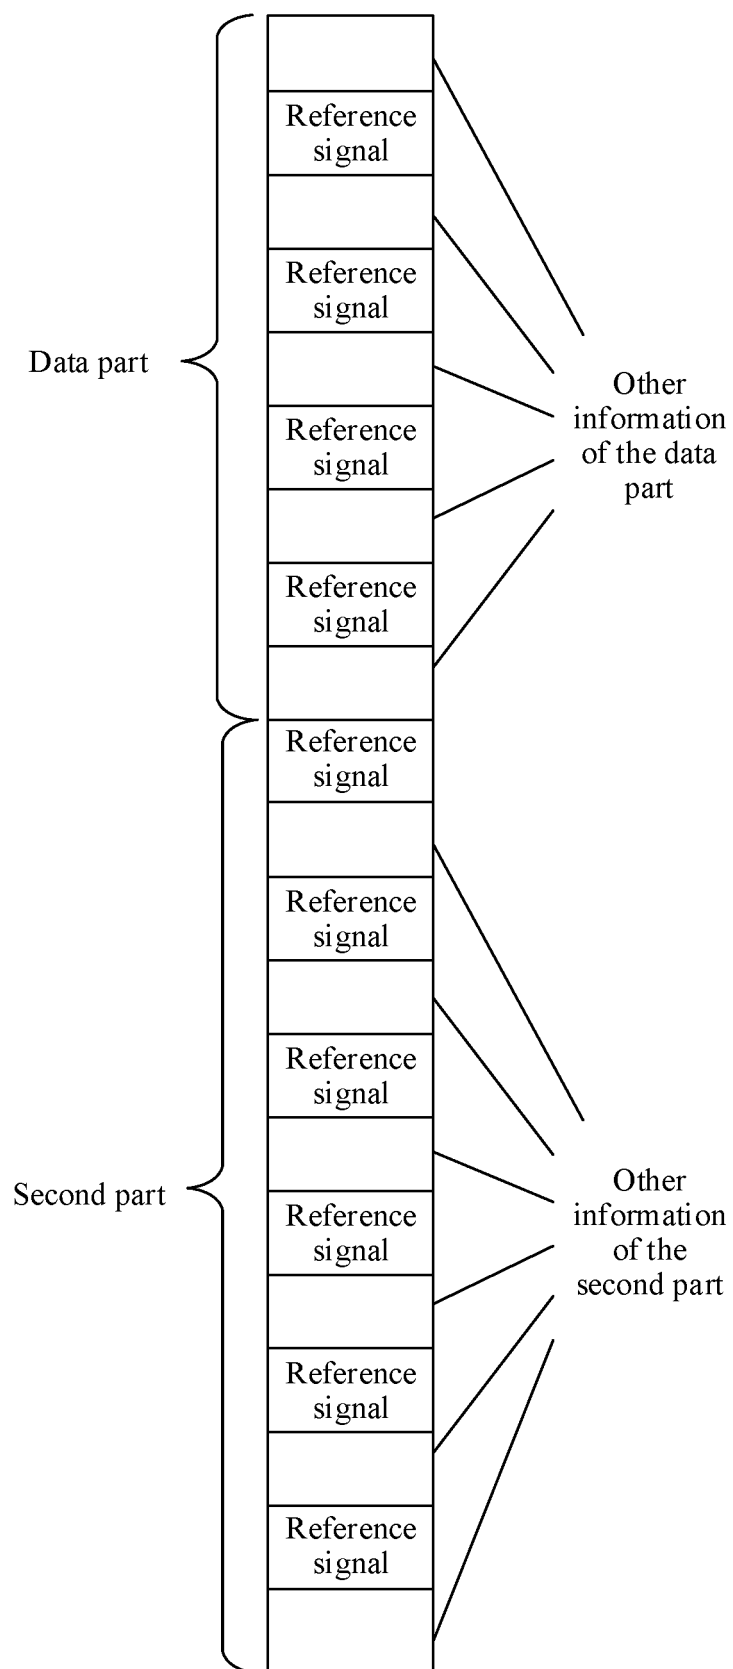 Reference
signal
Reference
signal
Data part
Other
information
of the data
part
Reference
signal
Reference
signal
Reference
signal
Reference
signal
Reference
signal
Second part
Other
information
of the
second part
Reference
signal
Reference
signal
Reference
signal